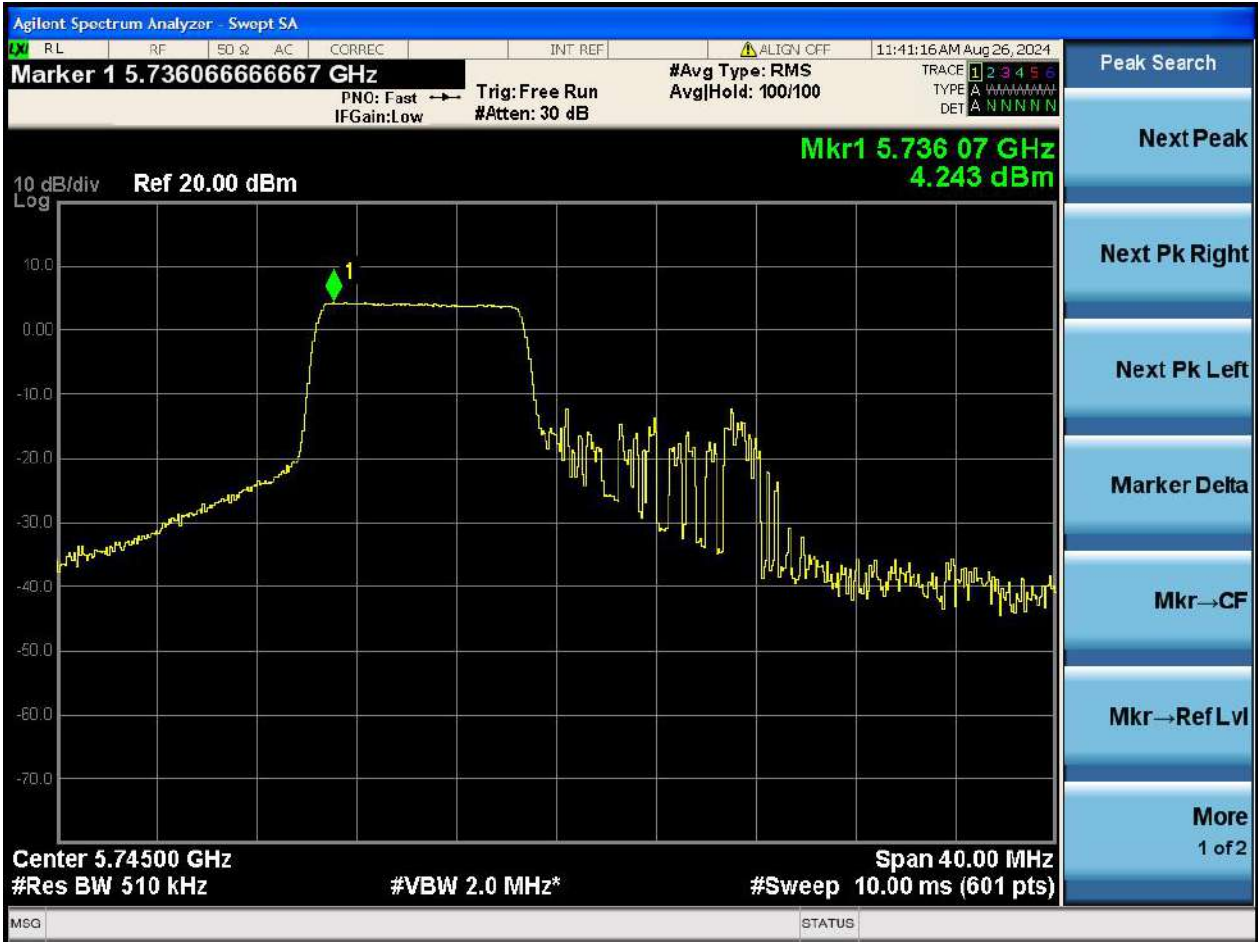 Agilent Spectrum Analyzer - Swept SA
LXI RL RF 50 Ω AC CORREC INT REF ALIGN OFF 11:41:16 AM Aug 26, 2024
Marker 1 5.736066666667 GHz
PNO: Fast
IFGain:Low
Trig: Free Run
#Atten: 30 dB
#Avg Type: RMS
Avg|Hold: 100/100
TRACE 1 2 3 4 5 6
TYPE A WWWWWW
DET A N N N N N
Mkr1 5.736 07 GHz
4.243 dBm
10 dB/div Ref 20.00 dBm
Log
10.0
0.00
-10.0
-20.0
-30.0
-40.0
-50.0
-60.0
-70.0
1
Center 5.74500 GHz Span 40.00 MHz
#Res BW 510 kHz #VBW 2.0 MHz* #Sweep 10.00 ms (601 pts)
MSG STATUS
Peak Search
Next Peak
Next Pk Right
Next Pk Left
Marker Delta
Mkr→CF
Mkr→Ref Lvl
More
1 of 2